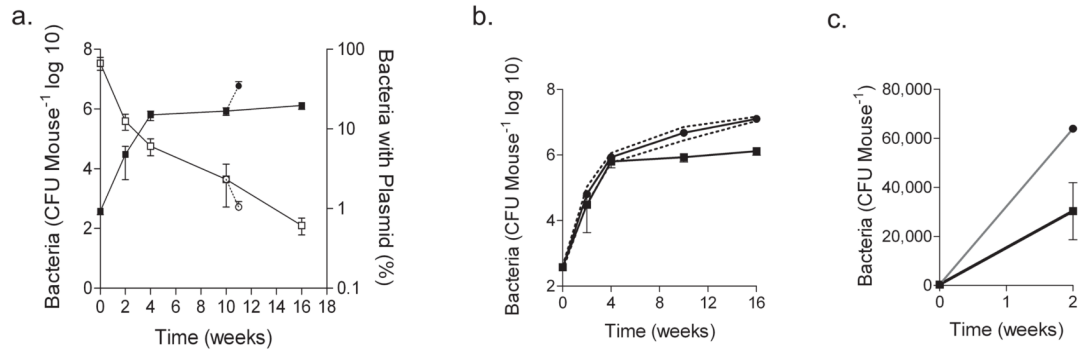 a.
Bacteria (CFU Mouse⁻¹ log 10)
8
6
4
2
0
100
10
1
0.1
Bacteria with Plasmid (%)
0 2 4 6 8 10 12 14 16 18
Time (weeks)
b.
Bacteria (CFU Mouse⁻¹ log 10)
8
6
4
2
0 4 8 12 16
Time (weeks)
c.
Bacteria (CFU Mouse⁻¹)
80,000
60,000
40,000
20,000
0
0 1 2
Time (weeks)